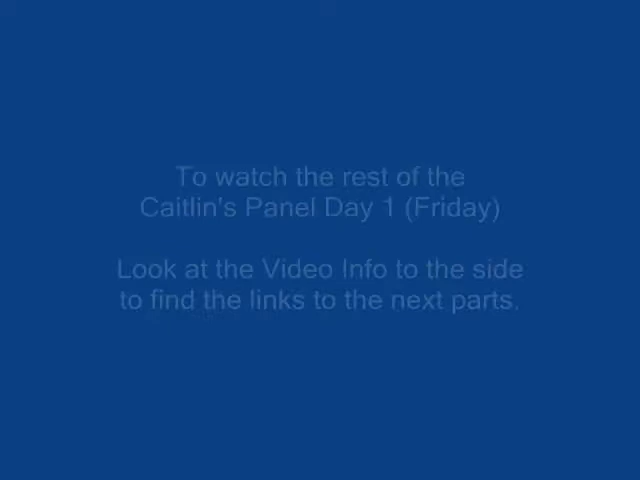 To watch the rest of the
Caitlin's Panel Day 1 (Friday)
Look at the Video Info to the side
to find the links to the next parts.